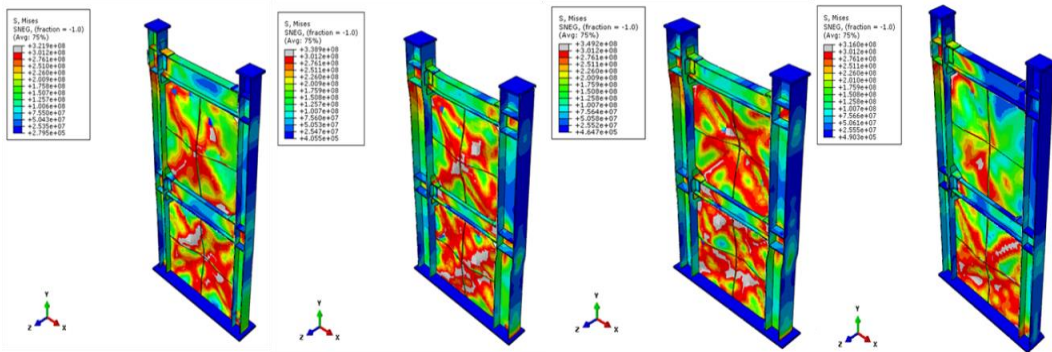 S, Mises
SNEG, (fraction = -1.0)
(Avg: 75%)
+3.219e+08
+3.012e+08
+2.761e+08
+2.510e+08
+2.260e+08
+2.009e+08
+1.758e+08
+1.507e+08
+1.257e+08
+1.006e+08
+7.550e+07
+5.043e+07
+2.535e+07
+2.795e+05
Y
Z
X
S, Mises
SNEG, (fraction = -1.0)
(Avg: 75%)
+3.389e+08
+3.012e+08
+2.761e+08
+2.511e+08
+2.260e+08
+2.009e+08
+1.759e+08
+1.508e+08
+1.257e+08
+1.007e+08
+7.560e+07
+5.053e+07
+2.547e+07
+4.055e+05
Y
Z
X
S, Mises
SNEG, (fraction = -1.0)
(Avg: 75%)
+3.492e+08
+3.012e+08
+2.761e+08
+2.511e+08
+2.260e+08
+2.009e+08
+1.759e+08
+1.508e+08
+1.258e+08
+1.007e+08
+7.564e+07
+5.058e+07
+2.552e+07
+4.647e+05
Y
Z
X
S, Mises
SNEG, (fraction = -1.0)
(Avg: 75%)
+3.160e+08
+3.012e+08
+2.761e+08
+2.511e+08
+2.260e+08
+2.010e+08
+1.759e+08
+1.508e+08
+1.258e+08
+1.007e+08
+7.566e+07
+5.061e+07
+2.555e+07
+4.903e+05
Y
Z
X